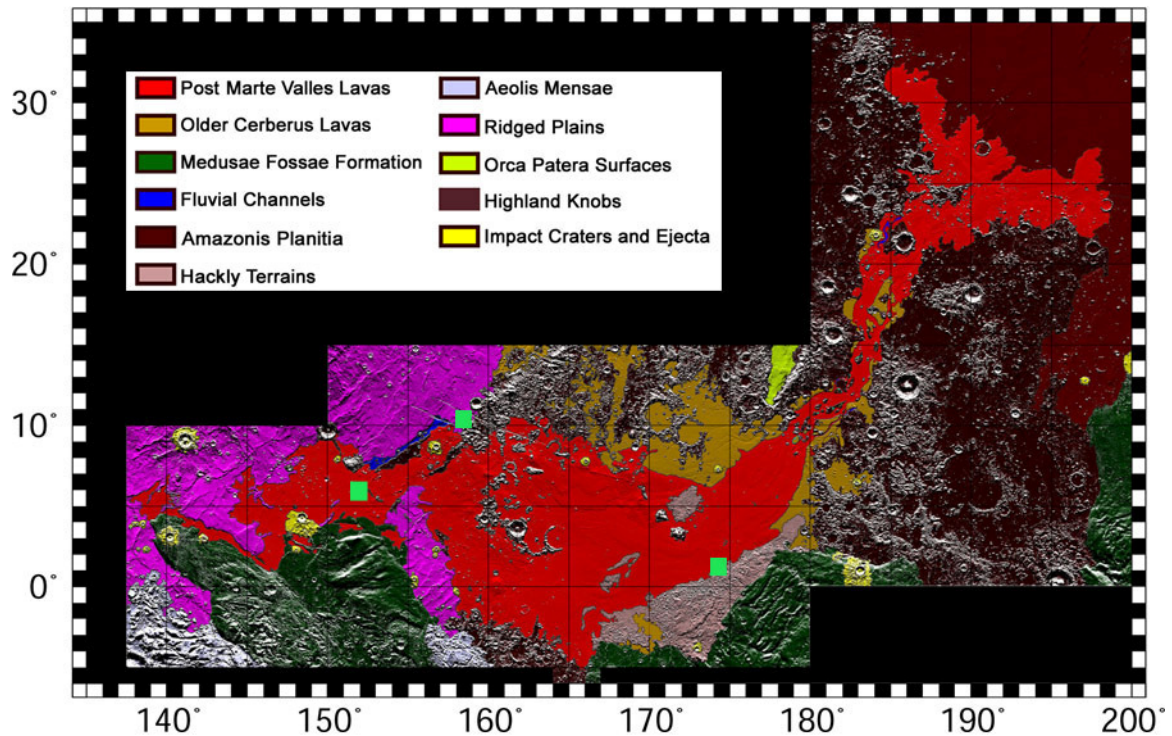 Post Marte Valles Lavas
Older Cerberus Lavas
Medusae Fossae Formation
Fluvial Channels
Amazonis Planitia
Hackly Terrains
Aeolis Mensae
Ridged Plains
Orca Patera Surfaces
Highland Knobs
Impact Craters and Ejecta
30°
20°
10°
0°
140° 150° 160° 170° 180° 190° 200°